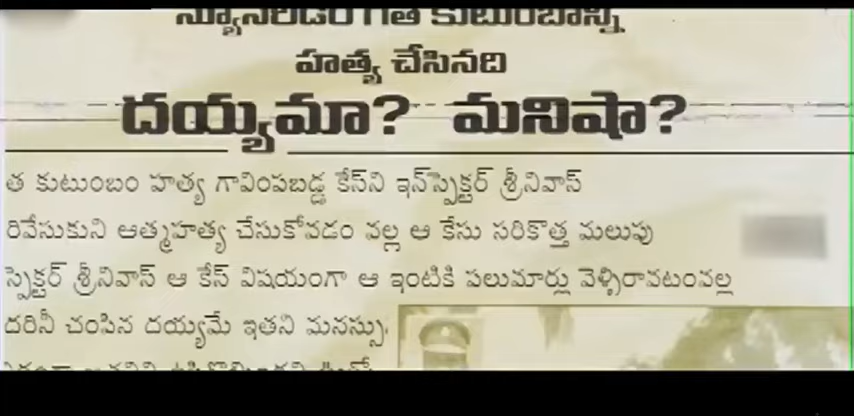 కుటుంబాన్ని
హత్య చేసినది
దయ్యమా? మనిషా?
త కుటుంబం హత్య గావింపబడ్డ కేస్‌ని ఇన్‌స్పెక్టర్ శ్రీనివాస్
రివేసుకుని ఆత్మహత్య చేసుకోవడం వల్ల ఆ కేసు సరికొత్త మలుపు
స్పెక్టర్ శ్రీనివాస్ ఆ కేస్ విషయంగా ఆ ఇంటికి పలుమార్లు వెళ్ళిరావటంవల్ల
దరినీ చంపిన దయ్యమే ఇతని మనస్సు